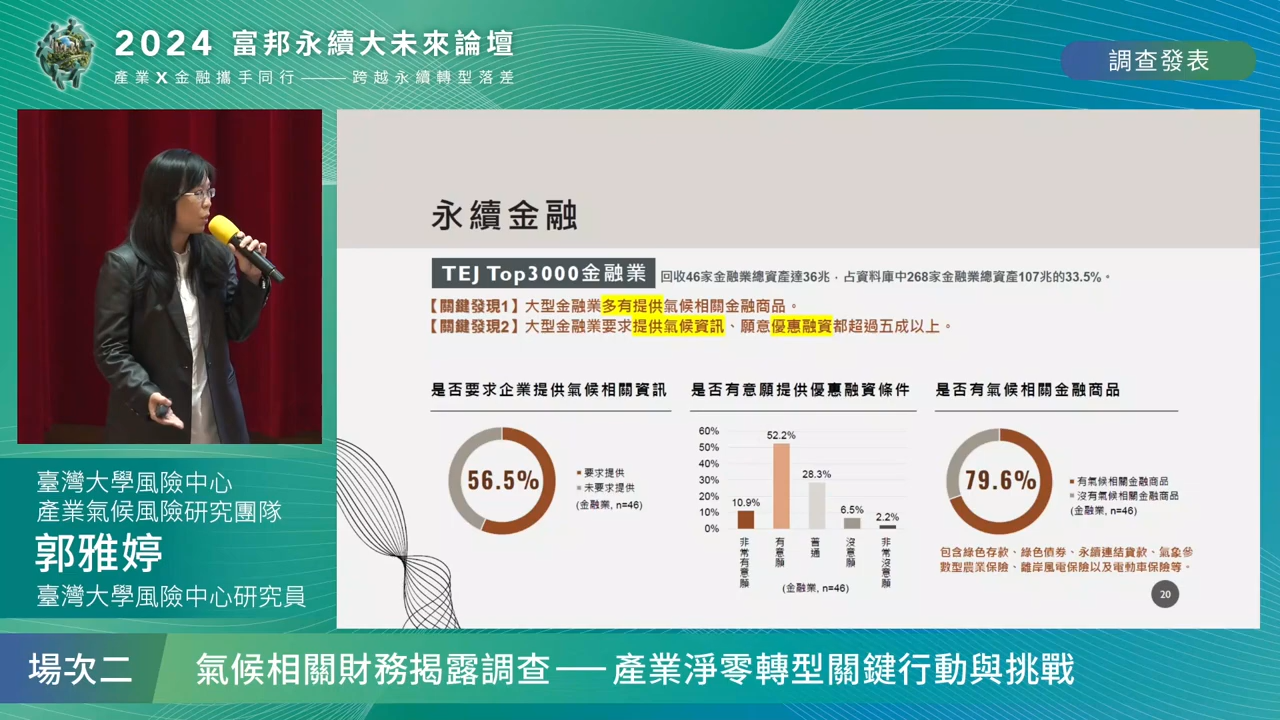 2024 富邦永續大未來論壇
產業X金融攜手同行——跨越永續轉型落差
調查發表
永續金融
TEJ Top3000金融業 回收46家金融業總資產達36兆，占資料庫中268家金融業總資產107兆的33.5%。
【關鍵發現1】大型金融業多有提供氣候相關金融商品。
【關鍵發現2】大型金融業要求提供氣候資訊、願意優惠融資都超過五成以上。
是否要求企業提供氣候相關資訊
56.5%
要求提供
未要求提供
(金融業, n=46)
是否有意願提供優惠融資條件
60%
50%
40%
30%
20%
10%
0%
10.9%
52.2%
28.3%
6.5%
2.2%
非常有意願
有意願
普通
沒意願
非常沒意願
(金融業, n=46)
是否有氣候相關金融商品
79.6%
有氣候相關金融商品
沒有氣候相關金融商品
(金融業, n=46)
包含綠色存款、綠色債券、永續連結貸款、氣象參
數型農業保險、離岸風電保險以及電動車保險等。
20
臺灣大學風險中心
產業氣候風險研究團隊
郭雅婷
臺灣大學風險中心研究員
場次二
氣候相關財務揭露調查——產業淨零轉型關鍵行動與挑戰